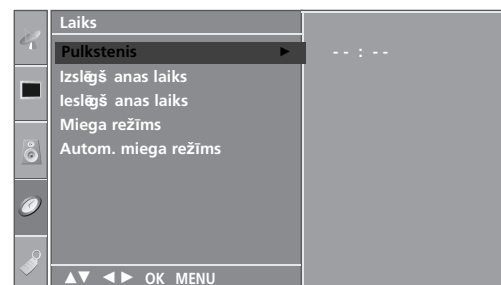 Laiks
Pulkstenis ► - - : - -
Izslēgš anas laiks
Ieslēgš anas laiks
Miega režīms
Autom. miega režīms
▲▼ ◄► OK MENU